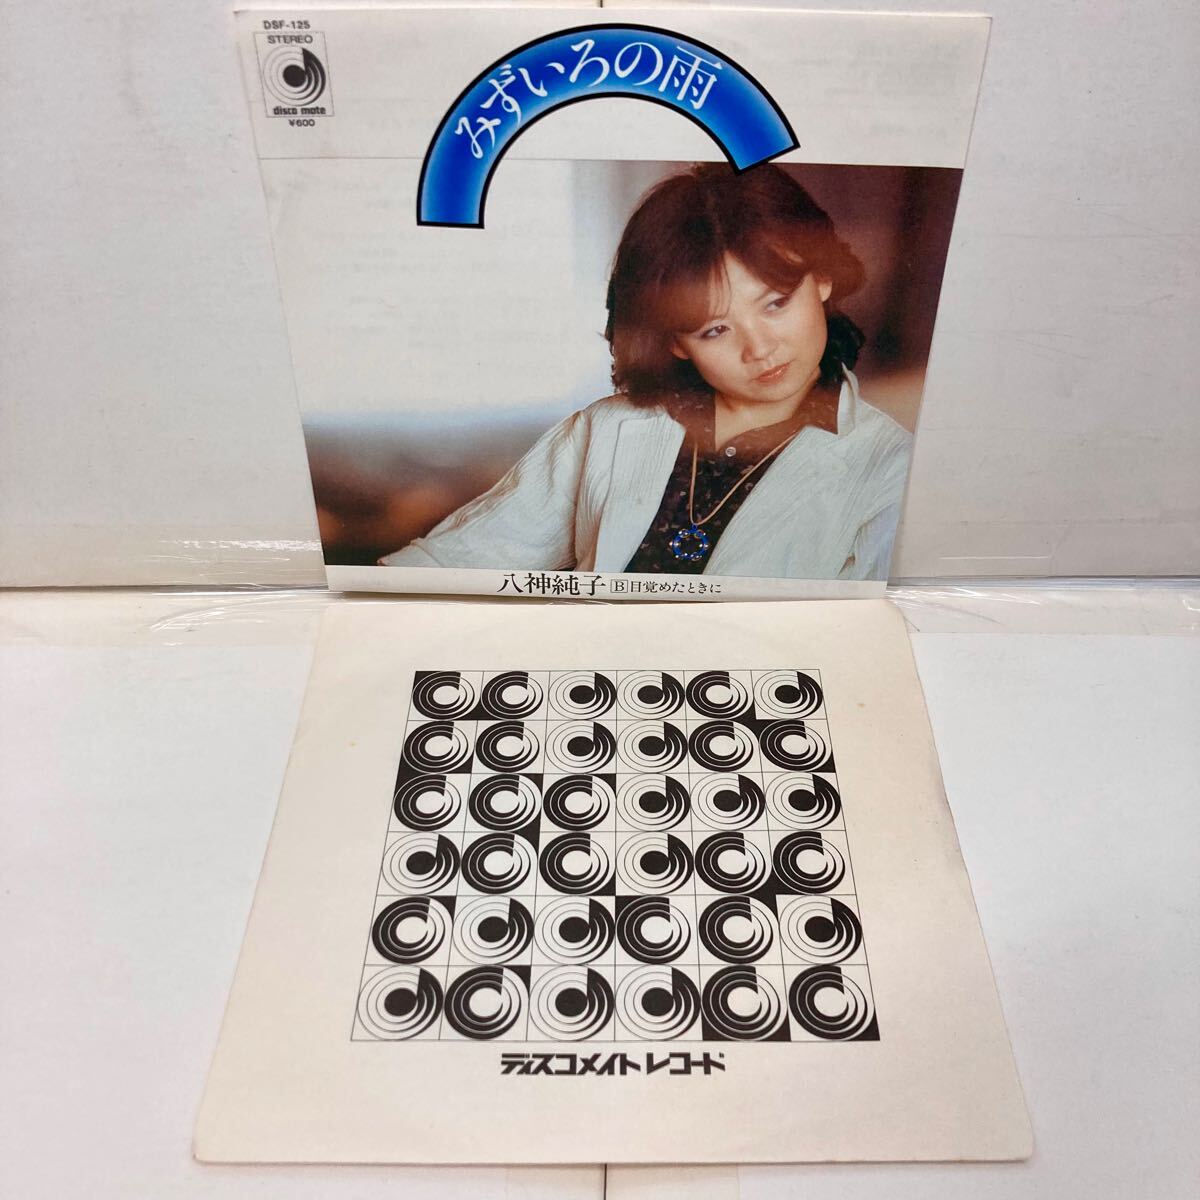 DSF-125
STEREO
disco mate
¥600
みずいろの雨
八神純子 B 目覚めたときに
ディスコメイトレコード